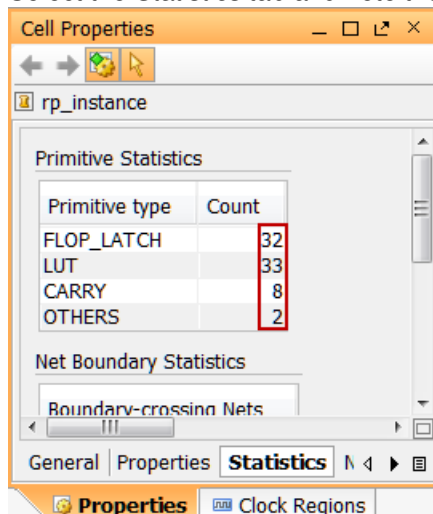 Cell Properties
rp_instance
Primitive Statistics
Primitive type Count
FLOP_LATCH 32
LUT 33
CARRY 8
OTHERS 2
Net Boundary Statistics
Boundary-crossing Nets
General Properties Statistics N
Properties Clock Regions